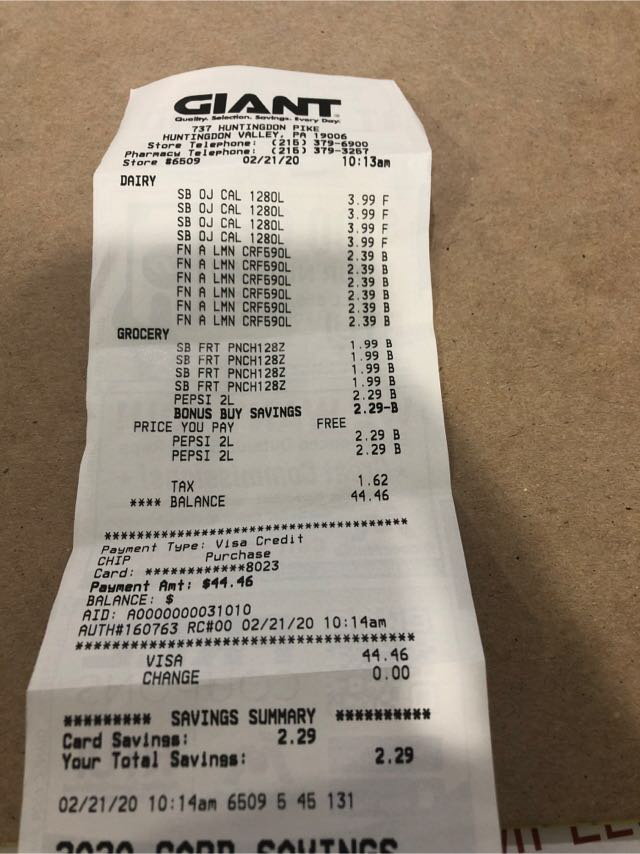 GIANT
Quality. Selection. Savings. Every Day.
737 HUNTINGDON PIKE
HUNTINGDON VALLEY, PA 19006
Store Telephone: (215) 379-6900
Pharmacy Telephone: (215) 379-3257
Store #6509 02/21/20 10:13am
DAIRY
SB OJ CAL 128OL 3.99 F
SB OJ CAL 128OL 3.99 F
SB OJ CAL 128OL 3.99 F
SB OJ CAL 128OL 3.99 F
FN A LMN CRF59OL 2.39 B
FN A LMN CRF59OL 2.39 B
FN A LMN CRF59OL 2.39 B
FN A LMN CRF59OL 2.39 B
FN A LMN CRF59OL 2.39 B
FN A LMN CRF59OL 2.39 B
GROCERY
SB FRT PNCH128Z 1.99 B
SB FRT PNCH128Z 1.99 B
SB FRT PNCH128Z 1.99 B
SB FRT PNCH128Z 1.99 B
PEPSI 2L 2.29 B
BONUS BUY SAVINGS 2.29-B
PRICE YOU PAY FREE
PEPSI 2L 2.29 B
PEPSI 2L 2.29 B
TAX 1.62
**** BALANCE 44.46
****************************************
Payment Type: Visa Credit
CHIP Purchase
Card: ************8023
Payment Amt: $44.46
BALANCE: $
AID: A0000000031010
AUTH#160763 RC#00 02/21/20 10:14am
****************************************
VISA 44.46
CHANGE 0.00
********* SAVINGS SUMMARY **********
Card Savings: 2.29
Your Total Savings: 2.29
02/21/20 10:14am 6509 5 45 131
2020 CARD SAVINGS